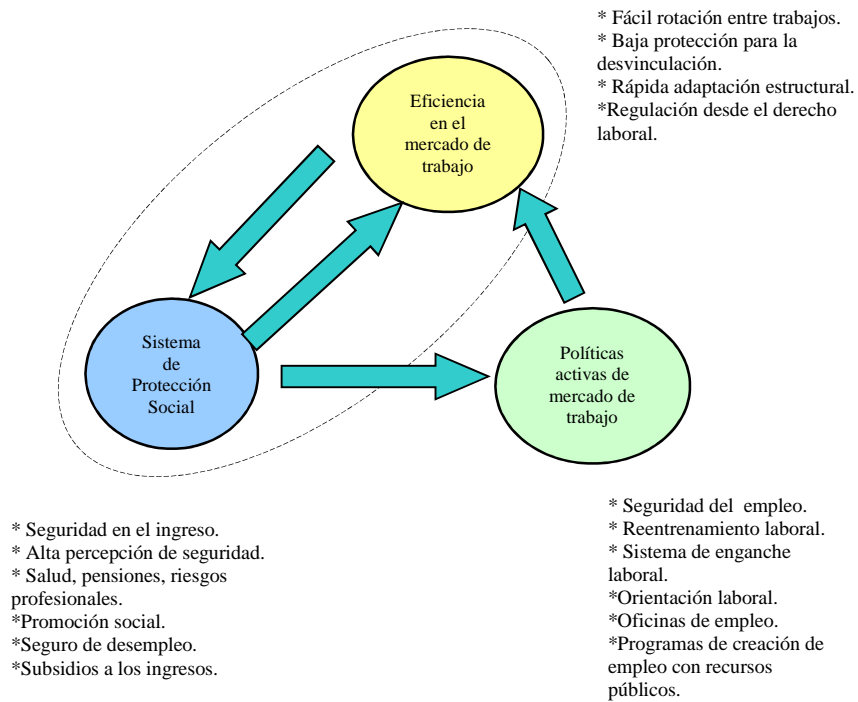 * Fácil rotación entre trabajos.
* Baja protección para la
desvinculación.
* Rápida adaptación estructural.
*Regulación desde el derecho
laboral.
Eficiencia
en el
mercado de
trabajo
Sistema
de
Protección
Social
Políticas
activas de
mercado de
trabajo
* Seguridad en el ingreso.
* Alta percepción de seguridad.
* Salud, pensiones, riesgos
profesionales.
*Promoción social.
*Seguro de desempleo.
*Subsidios a los ingresos.
* Seguridad del  empleo.
* Reentrenamiento laboral.
* Sistema de enganche
laboral.
*Orientación laboral.
*Oficinas de empleo.
*Programas de creación de
empleo con recursos
públicos.